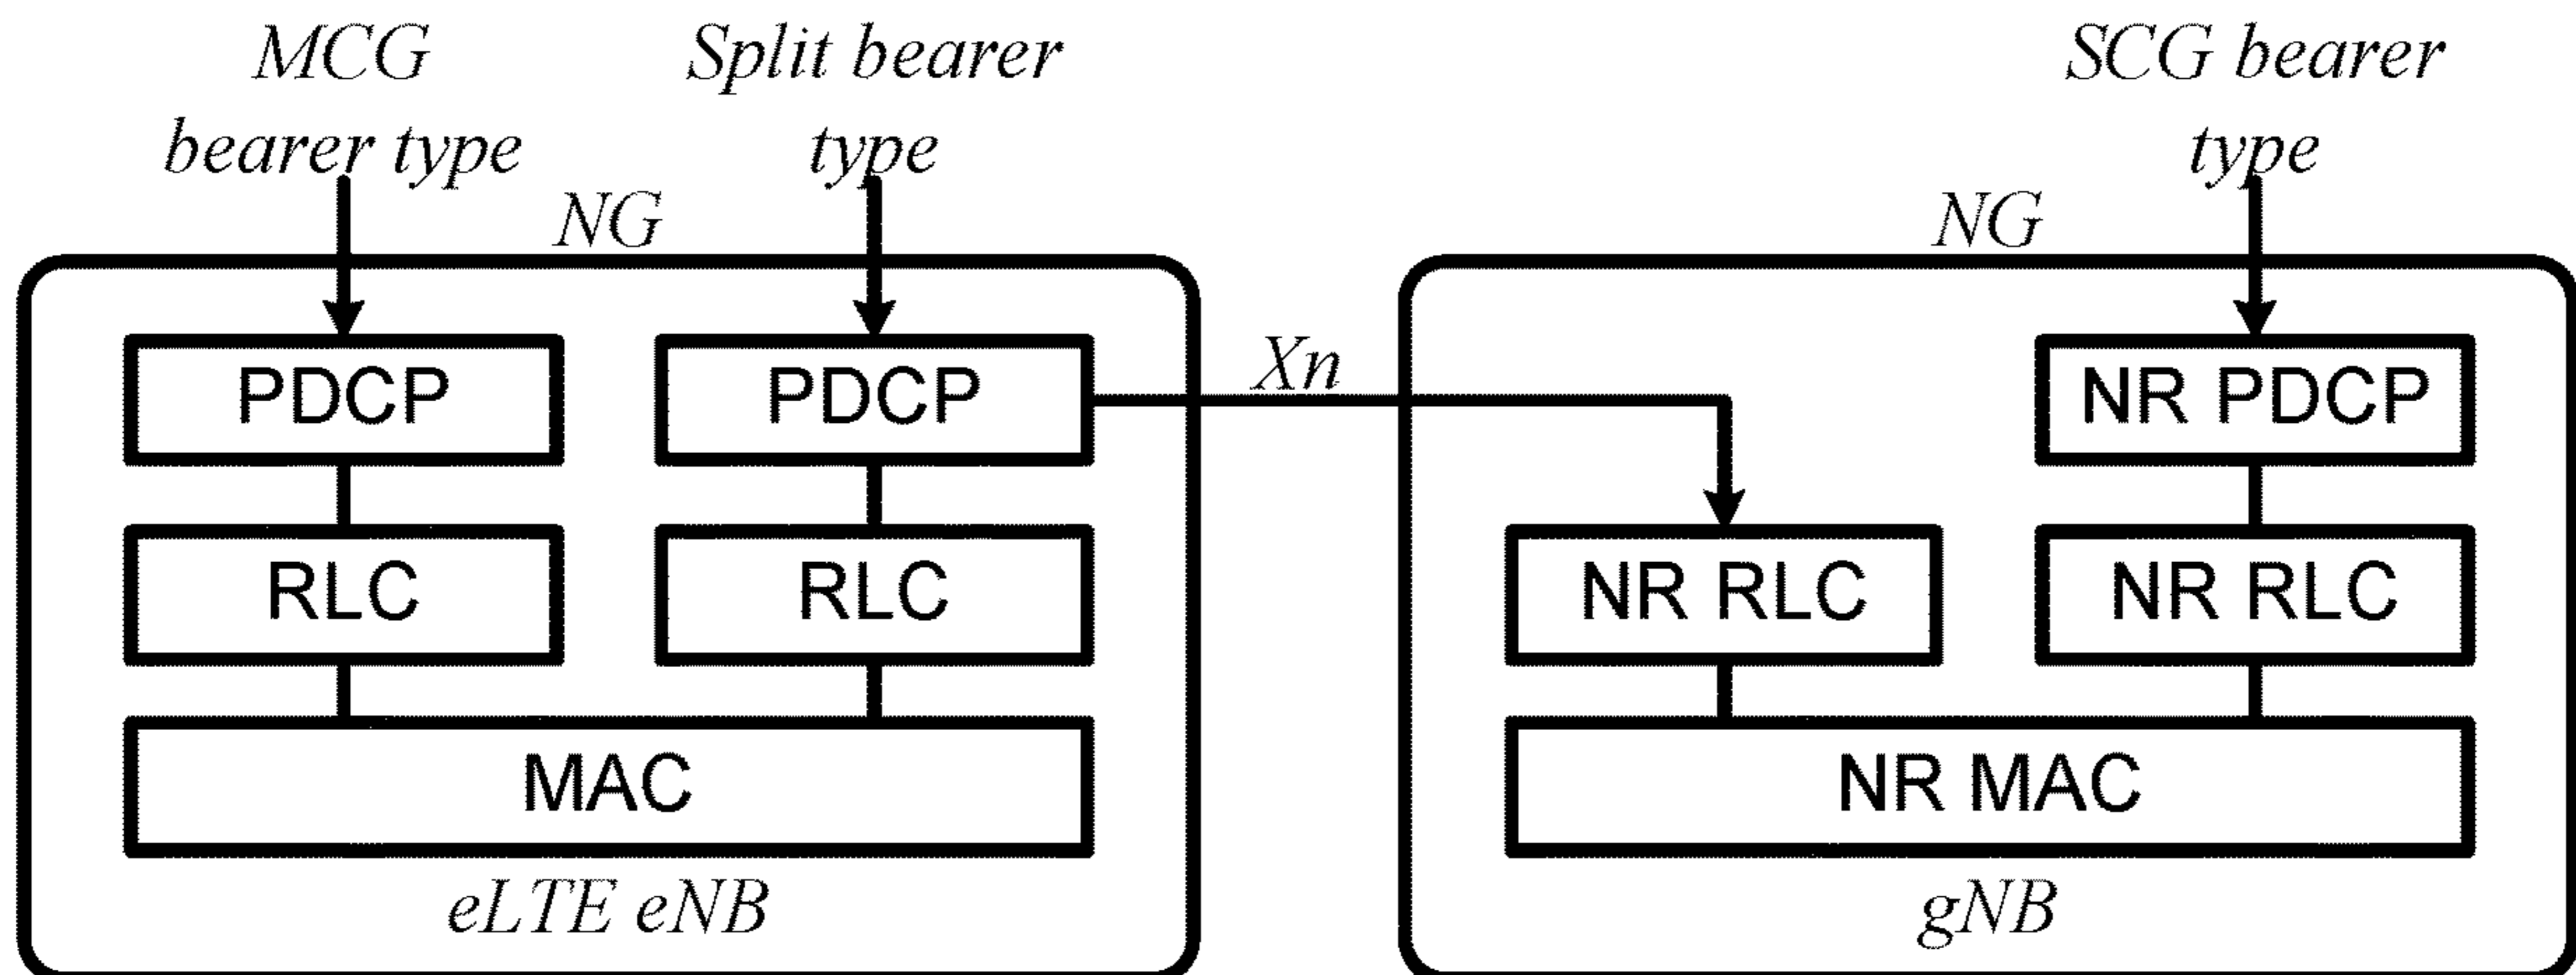 MCG
bearer type
Split bearer
type
SCG bearer
type
NG
NG
Xn
PDCP
PDCP
NR PDCP
RLC
RLC
NR RLC
NR RLC
MAC
NR MAC
eLTE eNB
gNB